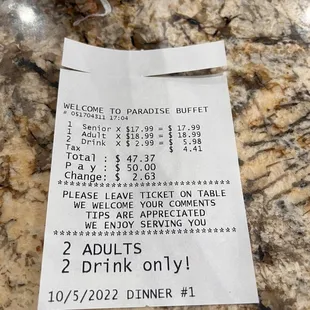 WELCOME TO PARADISE BUFFET
# 051704311 17:04
1 Senior X $17.99 = $ 17.99
1 Adult X $18.99 = $ 18.99
2 Drink X $ 2.99 = $ 5.98
Tax $ 4.41
Total : $ 47.37
P a y : $ 50.00
Change: $ 2.63
********************************
PLEASE LEAVE TICKET ON TABLE
WE WELCOME YOUR COMMENTS
TIPS ARE APPRECIATED
WE ENJOY SERVING YOU
********************************
2 ADULTS
2 Drink only!
10/5/2022 DINNER #1